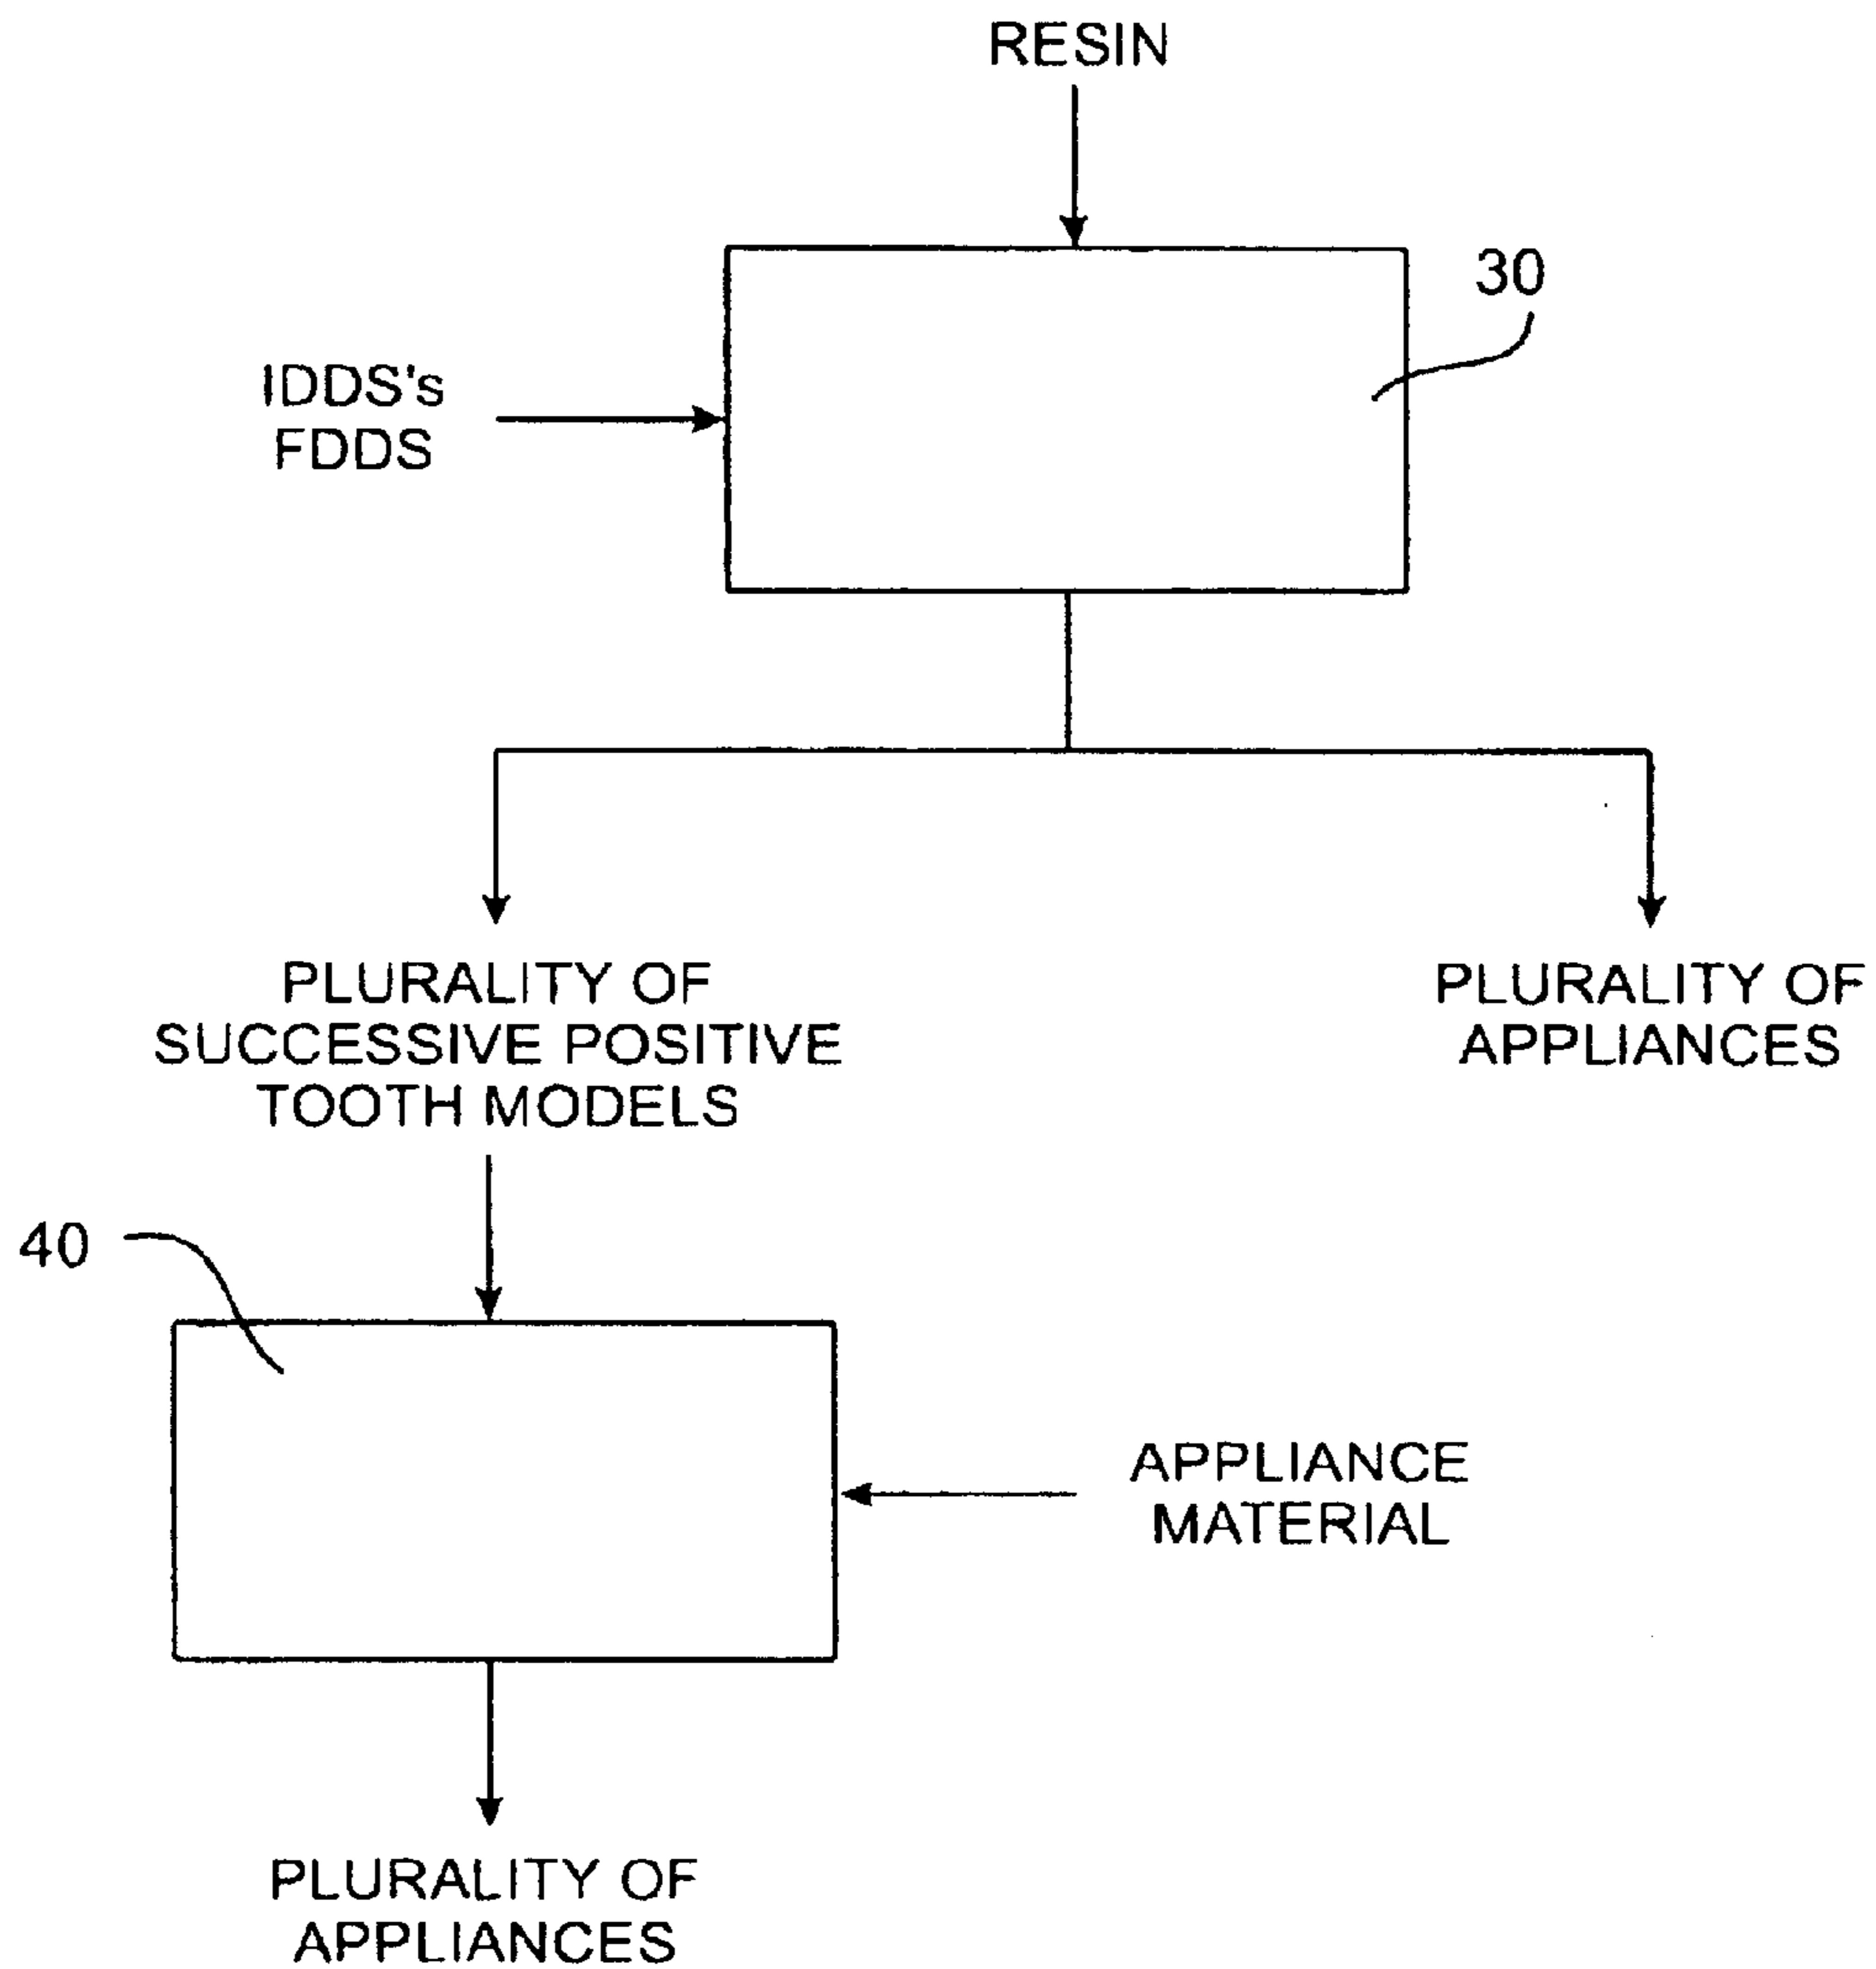 RESIN
30
IDDS's
FDDS
PLURALITY OF
SUCCESSIVE POSITIVE
TOOTH MODELS
PLURALITY OF
APPLIANCES
40
APPLIANCE
MATERIAL
PLURALITY OF
APPLIANCES